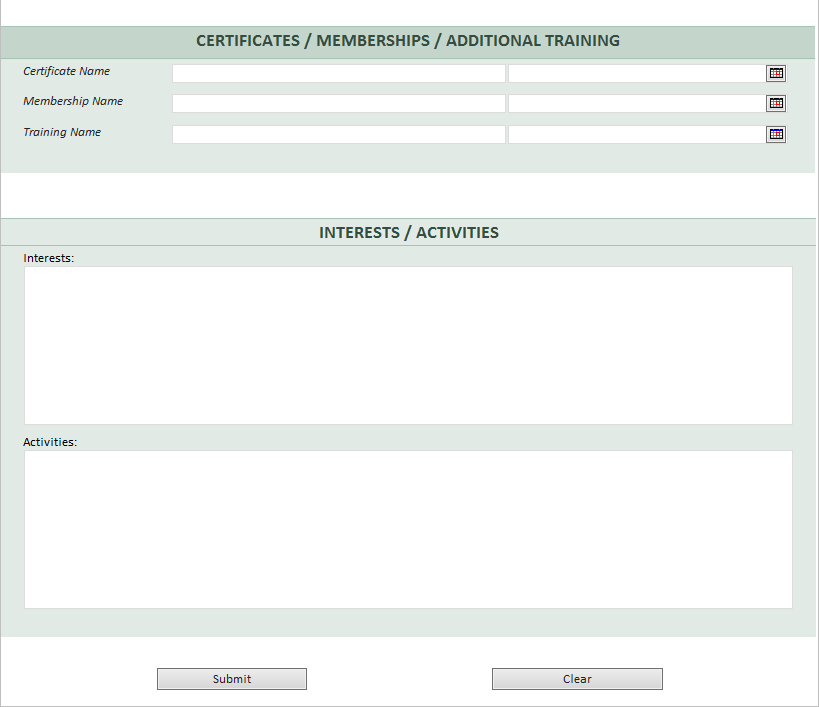 CERTIFICATES / MEMBERSHIPS / ADDITIONAL TRAINING
Certificate Name
Membership Name
Training Name
INTERESTS / ACTIVITIES
Interests:
Activities:
Submit
Clear